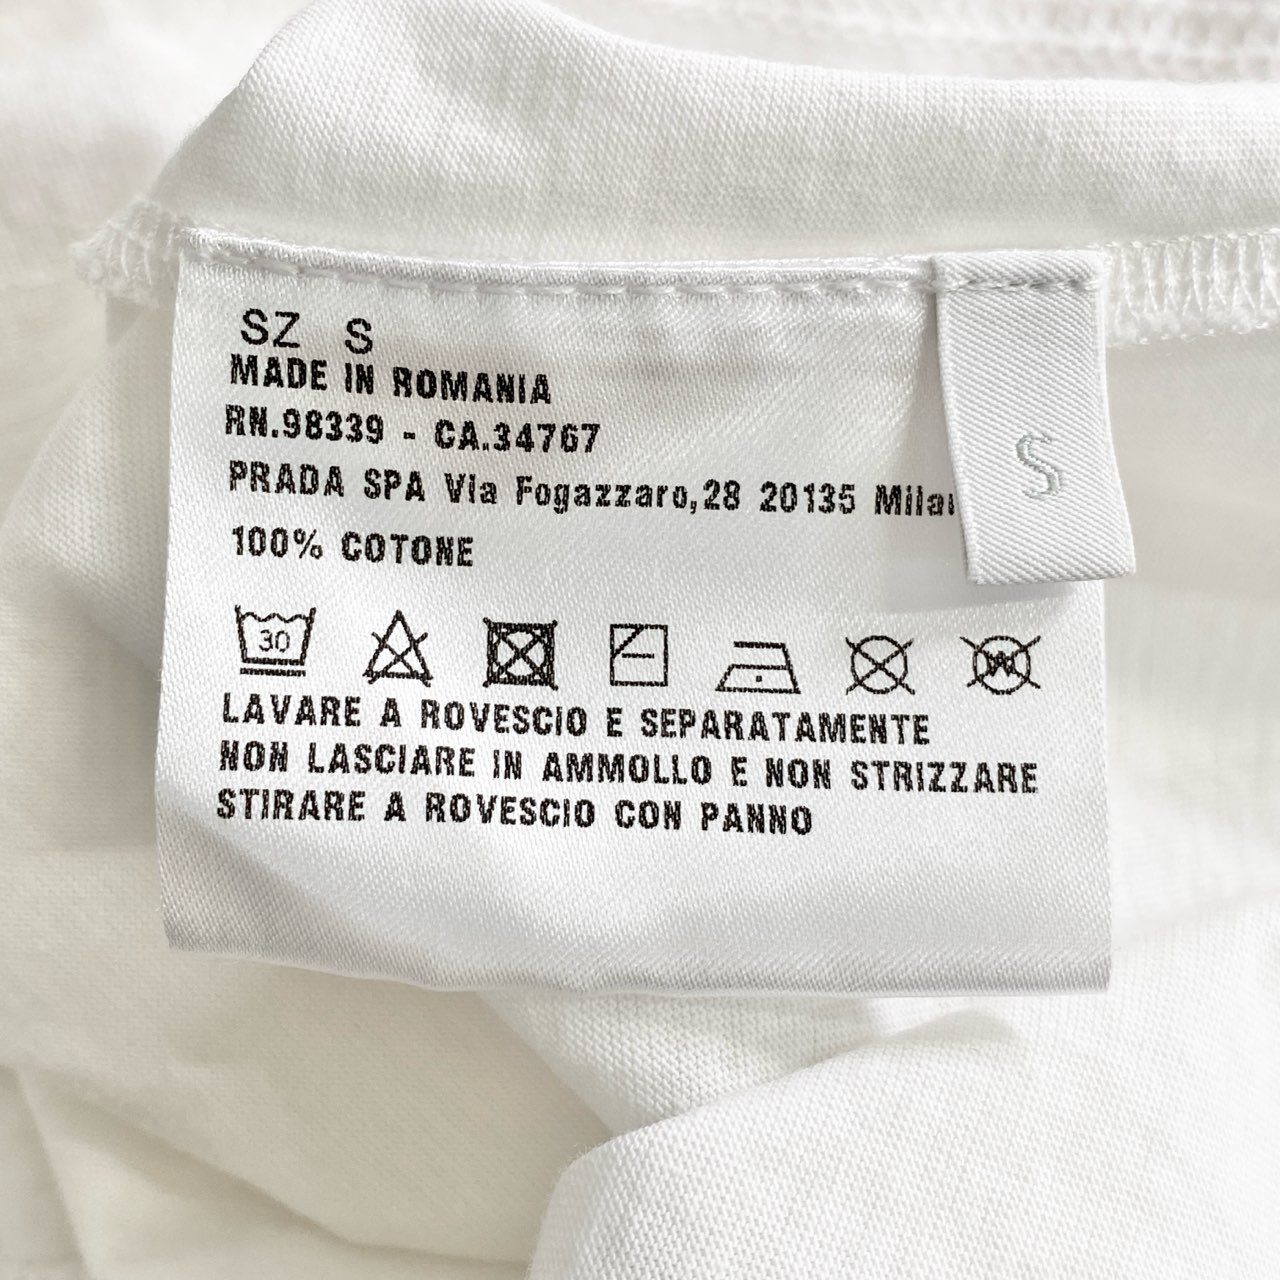 SZ S
MADE IN ROMANIA
RN.98339 - CA.34767
PRADA SPA Via Fogazzaro,28 20135
100% COTONE
S
30
W
LAVARE A ROVESCIO E SEPARATAMENTE
NON LASCIARE IN AMMOLLO E NON STRIZZARE
STIRARE A ROVESCIO CON PANNO